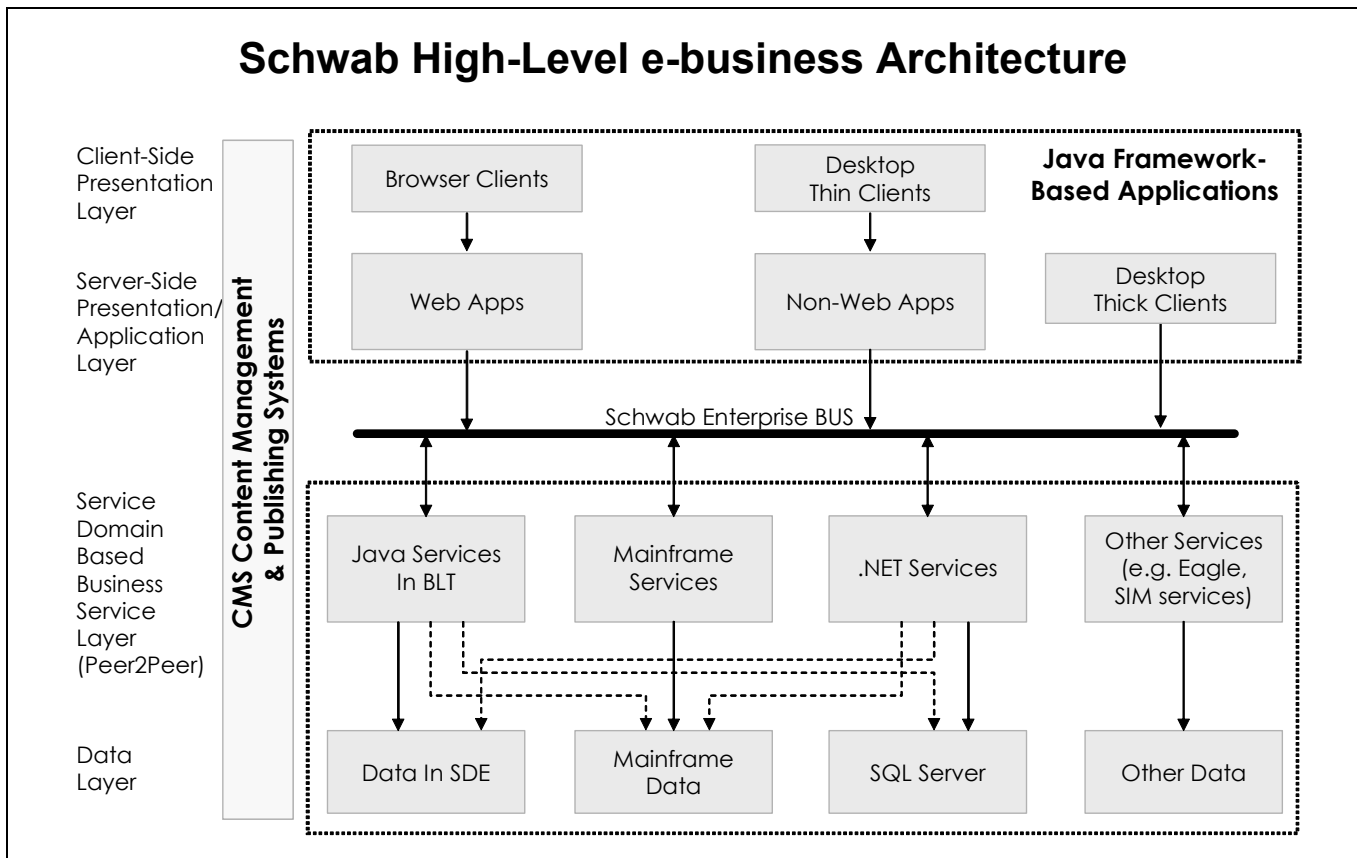 Schwab High-Level e-business Architecture
Client-Side
Presentation
Layer
Server-Side
Presentation/
Application
Layer
Service
Domain
Based
Business
Service
Layer
(Peer2Peer)
Data
Layer
CMS Content Management
& Publishing Systems
Browser Clients
Desktop
Thin Clients
Java Framework-
Based Applications
Web Apps
Non-Web Apps
Desktop
Thick Clients
Schwab Enterprise BUS
Java Services
In BLT
Mainframe
Services
.NET Services
Other Services
(e.g. Eagle,
SIM services)
Data In SDE
Mainframe
Data
SQL Server
Other Data